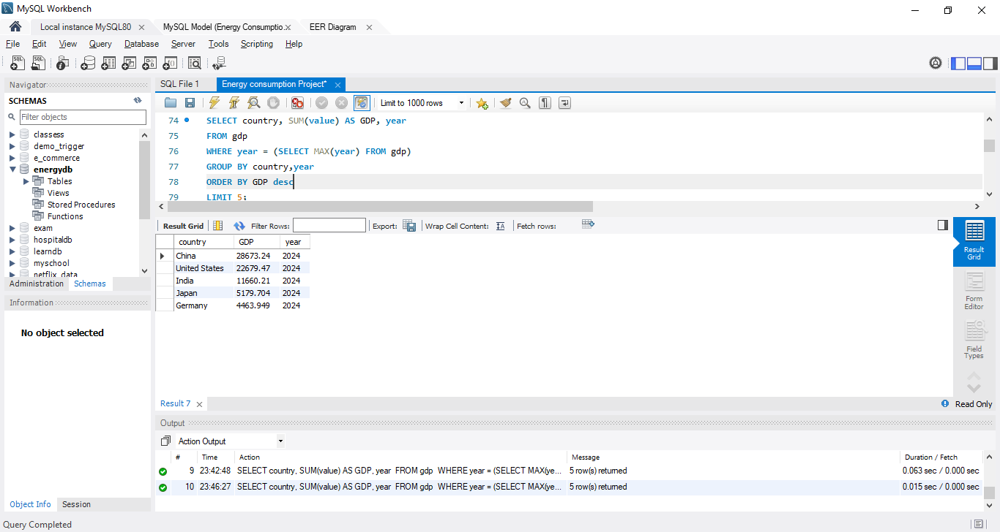 MySQL Workbench
Local instance MySQL80 MySQL Model (Energy Consumptio... EER Diagram
File Edit View Query Database Server Tools Scripting Help
Navigator
SQL File 1 Energy consumption Project*
SCHEMAS
Filter objects
Limit to 1000 rows
classess
demo_trigger
e_commerce
energydb
Tables
Views
Stored Procedures
Functions
exam
hospitaldb
learndb
myschool
netflix_data
Administration Schemas
Information
No object selected
Object Info Session
74 SELECT country, SUM(value) AS GDP, year
75 FROM gdp
76 WHERE year = (SELECT MAX(year) FROM gdp)
77 GROUP BY country,year
78 ORDER BY GDP desc
79 LIMIT 5;
Result Grid Filter Rows: Export: Wrap Cell Content: Fetch rows:
country GDP year
China 28673.24 2024
United States 22679.47 2024
India 11660.21 2024
Japan 5179.704 2024
Germany 4463.949 2024
Result
Grid
Form
Editor
Field
Types
Result 7
Read Only
Output
Action Output
# Time Action Message Duration / Fetch
9 23:42:48 SELECT country, SUM(value) AS GDP, year FROM gdp WHERE year = (SELECT MAX(ye... 5 row(s) returned 0.063 sec / 0.000 sec
10 23:46:27 SELECT country, SUM(value) AS GDP, year FROM gdp WHERE year = (SELECT MAX(ye... 5 row(s) returned 0.015 sec / 0.000 sec
Query Completed